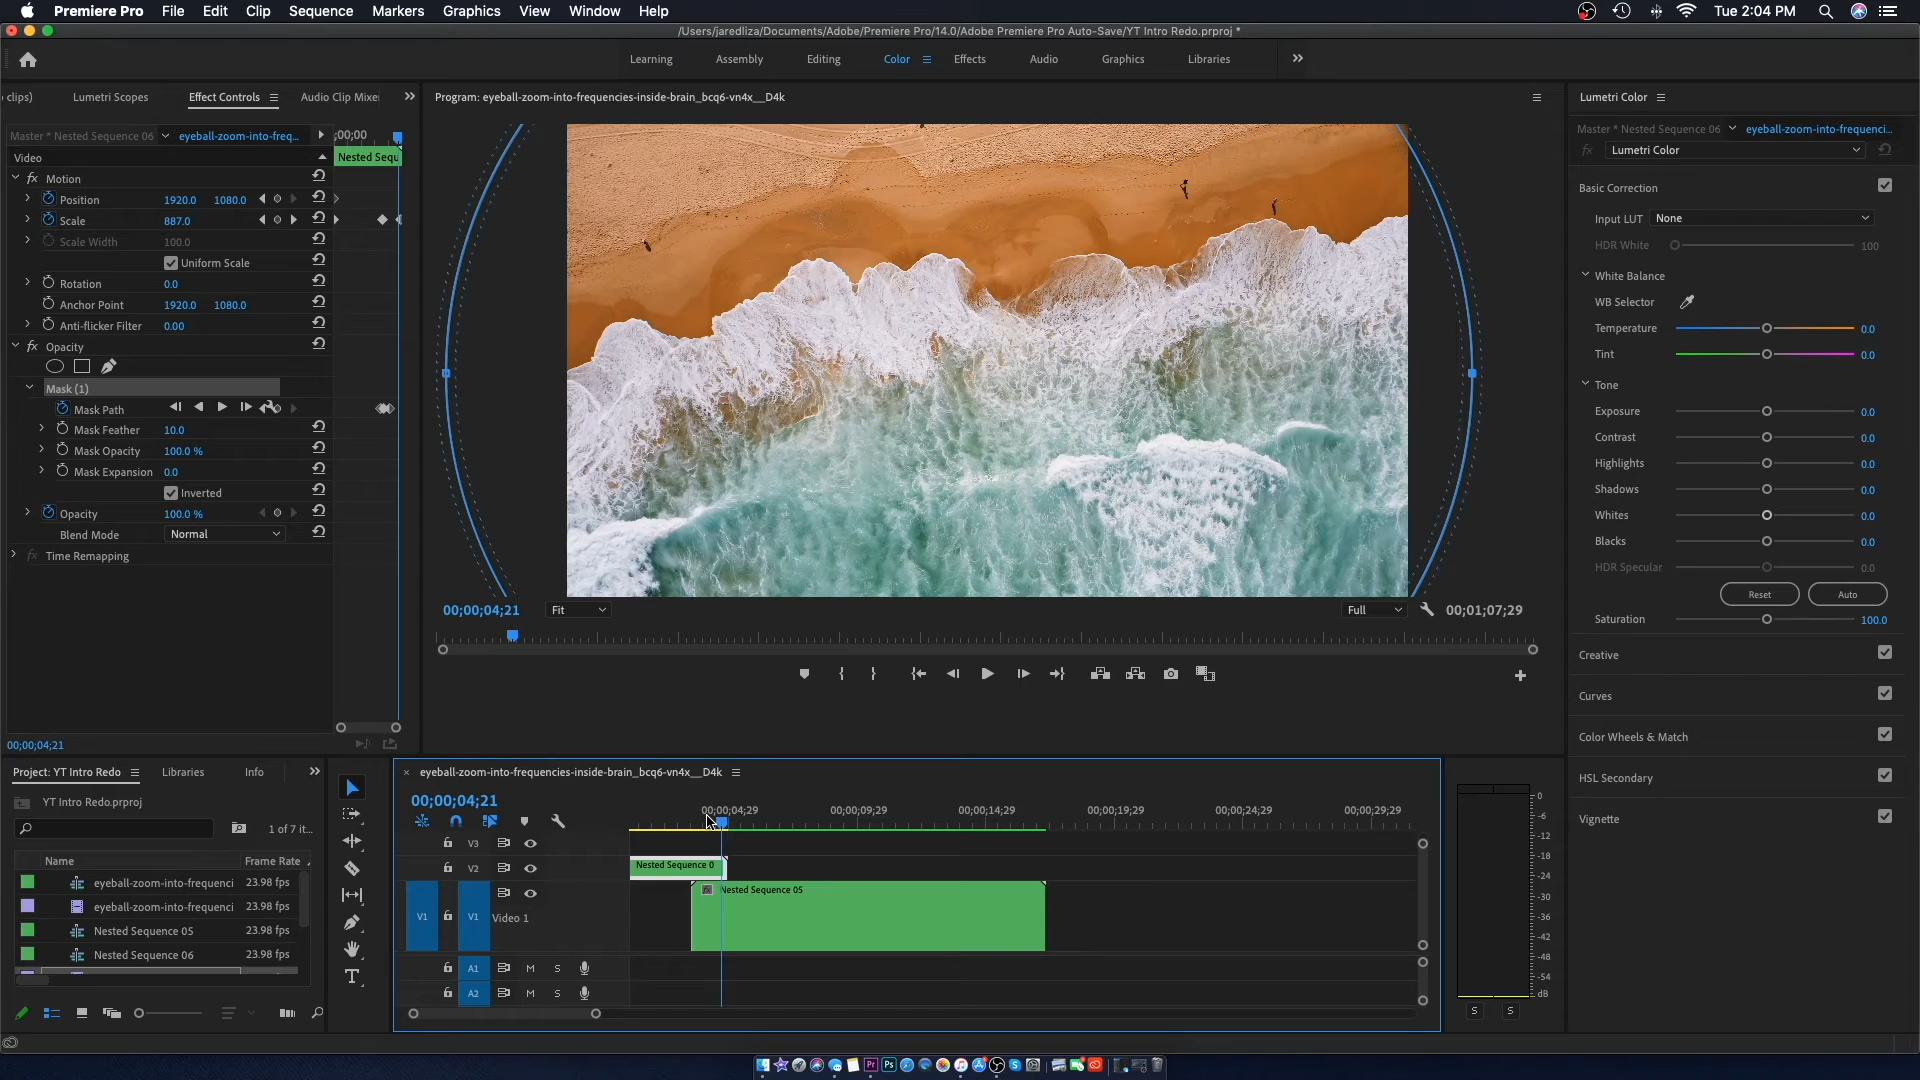 Premiere Pro File Edit Clip Sequence Markers Graphics View Window Help Tue 2:04 PM
/Users/jaredliza/Documents/Adobe/Premiere Pro/14.0/Adobe Premiere Pro Auto-Save/YT Intro Redo.prproj *
Learning Assembly Editing Color Effects Audio Graphics Libraries
clips) Lumetri Scopes Effect Controls Audio Clip Mixe
Program: eyeball-zoom-into-frequencies-inside-brain_bcq6-vn4x__D4k
Lumetri Color
Master * Nested Sequence 06 eyeball-zoom-into-freq... ;00;00
Master * Nested Sequence 06 eyeball-zoom-into-frequenci...
fx Lumetri Color
Video Nested Sequ
fx Motion
Position 1920.0 1080.0
Scale 887.0
Scale Width 100.0
Uniform Scale
Rotation 0.0
Anchor Point 1920.0 1080.0
Anti-flicker Filter 0.00
fx Opacity
Mask (1)
Mask Path
Mask Feather 10.0
Mask Opacity 100.0 %
Mask Expansion 0.0
Inverted
Opacity 100.0 %
Blend Mode Normal
fx Time Remapping
00;00;04;21
Basic Correction
Input LUT None
HDR White 100
White Balance
WB Selector
Temperature 0.0
Tint 0.0
Tone
Exposure 0.0
Contrast 0.0
Highlights 0.0
Shadows 0.0
Whites 0.0
Blacks 0.0
HDR Specular 0.0
Reset Auto
Saturation 100.0
Creative
Curves
Color Wheels & Match
HSL Secondary
Vignette
00;00;04;21 Fit Full 00;01;07;29
Project: YT Intro Redo Libraries Info
YT Intro Redo.prproj
1 of 7 it...
Name Frame Rate
eyeball-zoom-into-frequenci 23.98 fps
eyeball-zoom-into-frequenci 23.98 fps
Nested Sequence 05 23.98 fps
Nested Sequence 06 23.98 fps
T
× eyeball-zoom-into-frequencies-inside-brain_bcq6-vn4x__D4k
00;00;04;21
00;00;04;29 00;00;09;29 00;00;14;29 00;00;19;29 00;00;24;29 00;00;29;29
V3
V2 Nested Sequence 0
fx Nested Sequence 05
V1 V1 Video 1
A1 M S
A2 M S
0
-6
-12
-18
-24
-30
-36
-42
-48
-54
dB
S S
Pr Ps